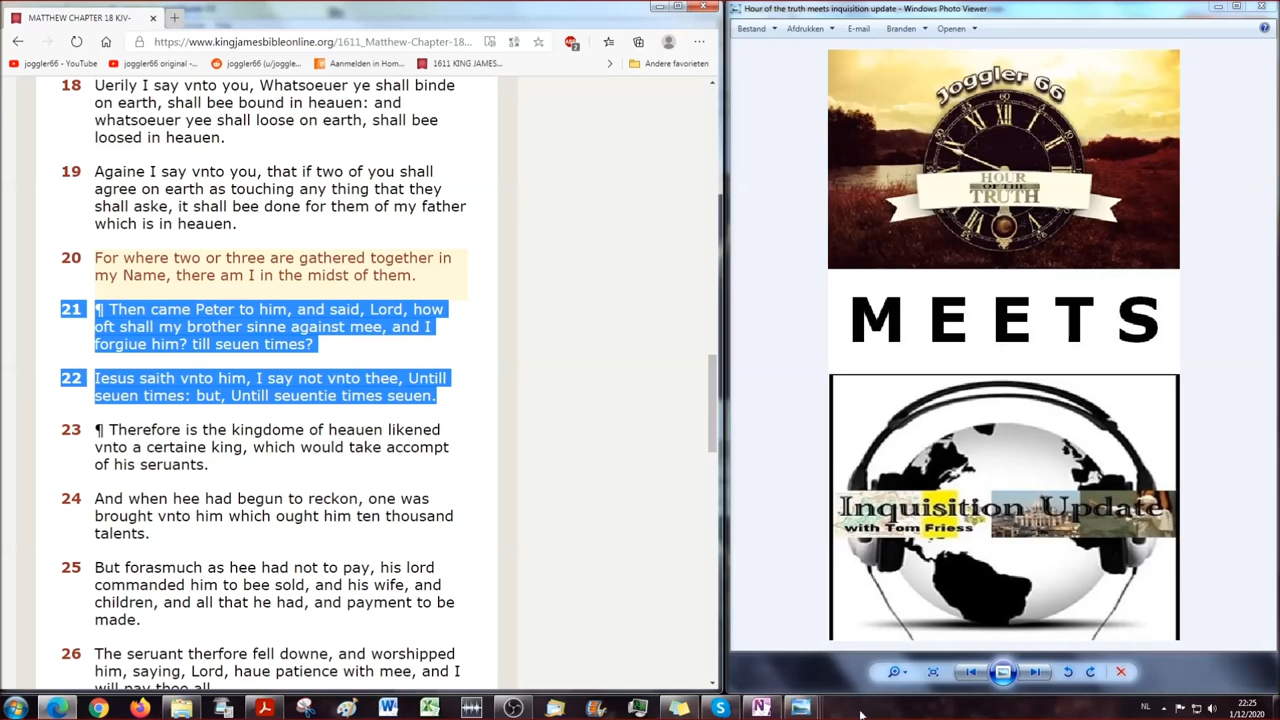 MATTHEW CHAPTER 18 KJV-
https://www.kingjamesbibleonline.org/1611_Matthew-Chapter-18...
joggler66 - YouTube
joggler66 original -...
joggler66 (u/joggle...
Aanmelden in Hom...
1611 KING JAMES...
Andere favorieten
18 Uerily I say vnto you, Whatsoeuer ye shall binde
on earth, shall bee bound in heauen: and
whatsoeuer yee shall loose on earth, shall bee
loosed in heauen.
19 Againe I say vnto you, that if two of you shall
agree on earth as touching any thing that they
shall aske, it shall bee done for them of my father
which is in heauen.
20 For where two or three are gathered together in
my Name, there am I in the midst of them.
21 ¶ Then came Peter to him, and said, Lord, how
oft shall my brother sinne against mee, and I
forgiue him? till seuen times?
22 Iesus saith vnto him, I say not vnto thee, Untill
seuen times: but, Untill seuentie times seuen.
23 ¶ Therefore is the kingdome of heauen likened
vnto a certaine king, which would take accompt
of his seruants.
24 And when hee had begun to reckon, one was
brought vnto him which ought him ten thousand
talents.
25 But forasmuch as hee had not to pay, his lord
commanded him to bee sold, and his wife, and
children, and all that he had, and payment to be
made.
26 The seruant therfore fell downe, and worshipped
him, saying, Lord, haue patience with mee, and I
will pay thee all.
Hour of the truth meets inquisition update - Windows Photo Viewer
Bestand
Afdrukken
E-mail
Branden
Openen
Joggler 66
HOUR
OF THE
TRUTH
MEETS
Inquisition Update
with Tom Friess
NL
22:25
1/12/2020